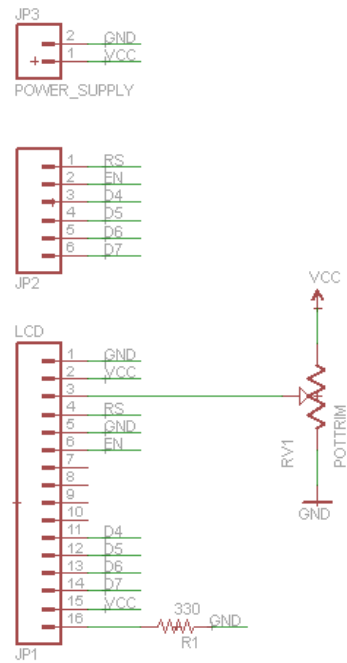 JP3
2 GND
1 VCC
POWER_SUPPLY
1 RS
2 EN
3 D4
4 D5
5 D6
6 D7
JP2
LCD
1 GND
2 VCC
3
4 RS
5 GND
6 EN
7
8
9
10
11 D4
12 D5
13 D6
14 D7
15 VCC
16
JP1
330
GND
R1
VCC
RV1
POTTRIM
GND